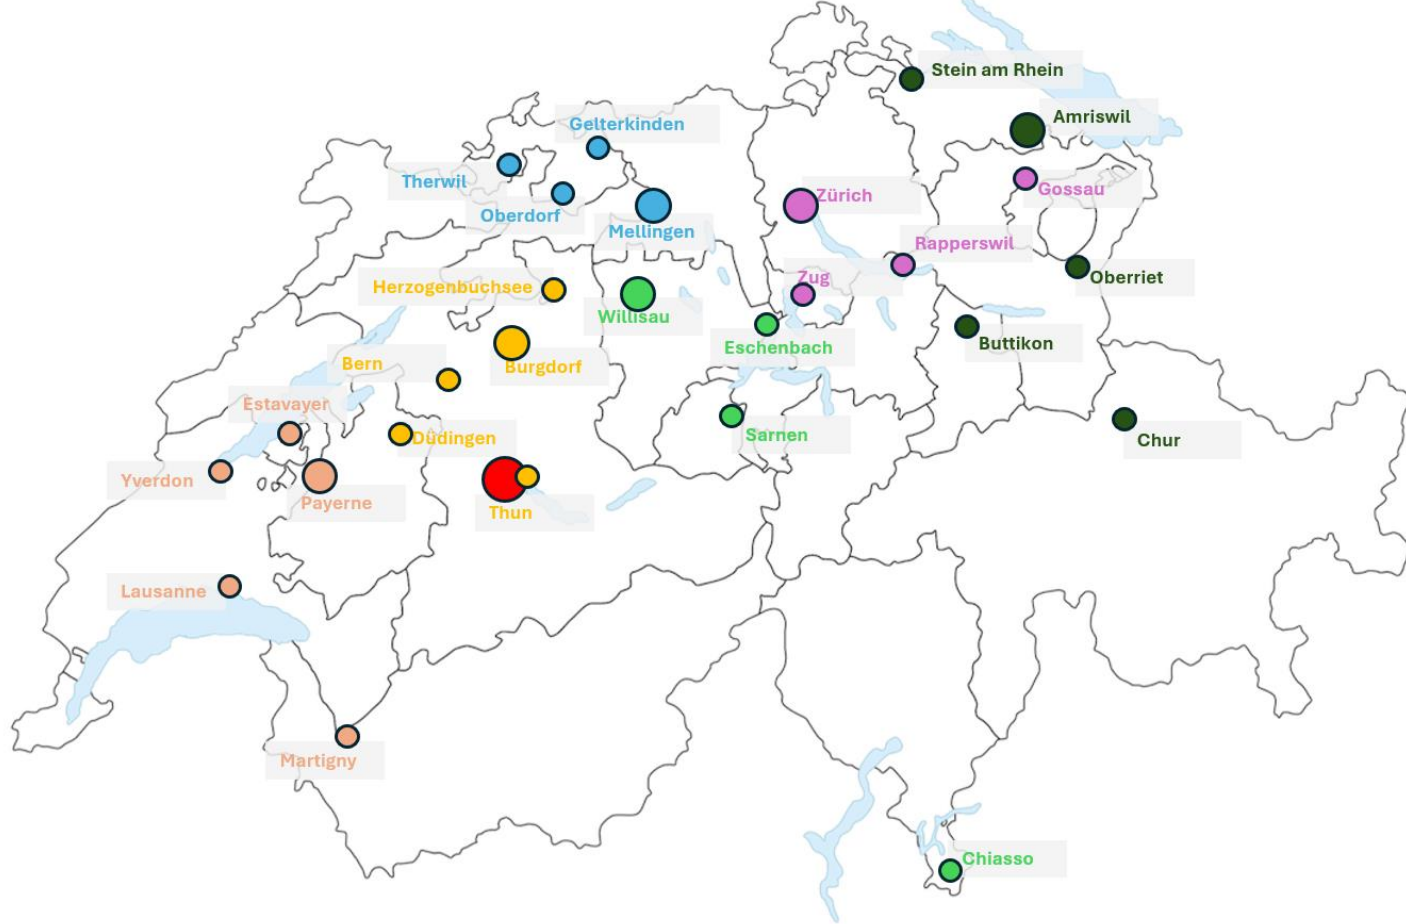 Stein am Rhein
Amriswil
Gelterkinden
Therwil
Gossau
Zürich
Oberdorf
Mellingen
Rapperswil
Zug
Oberriet
Herzogenbuchsee
Willisau
Buttikon
Eschenbach
Bern
Burgdorf
Estavayer
Düdingen
Sarnen
Chur
Yverdon
Payerne
Thun
Lausanne
Martigny
Chiasso